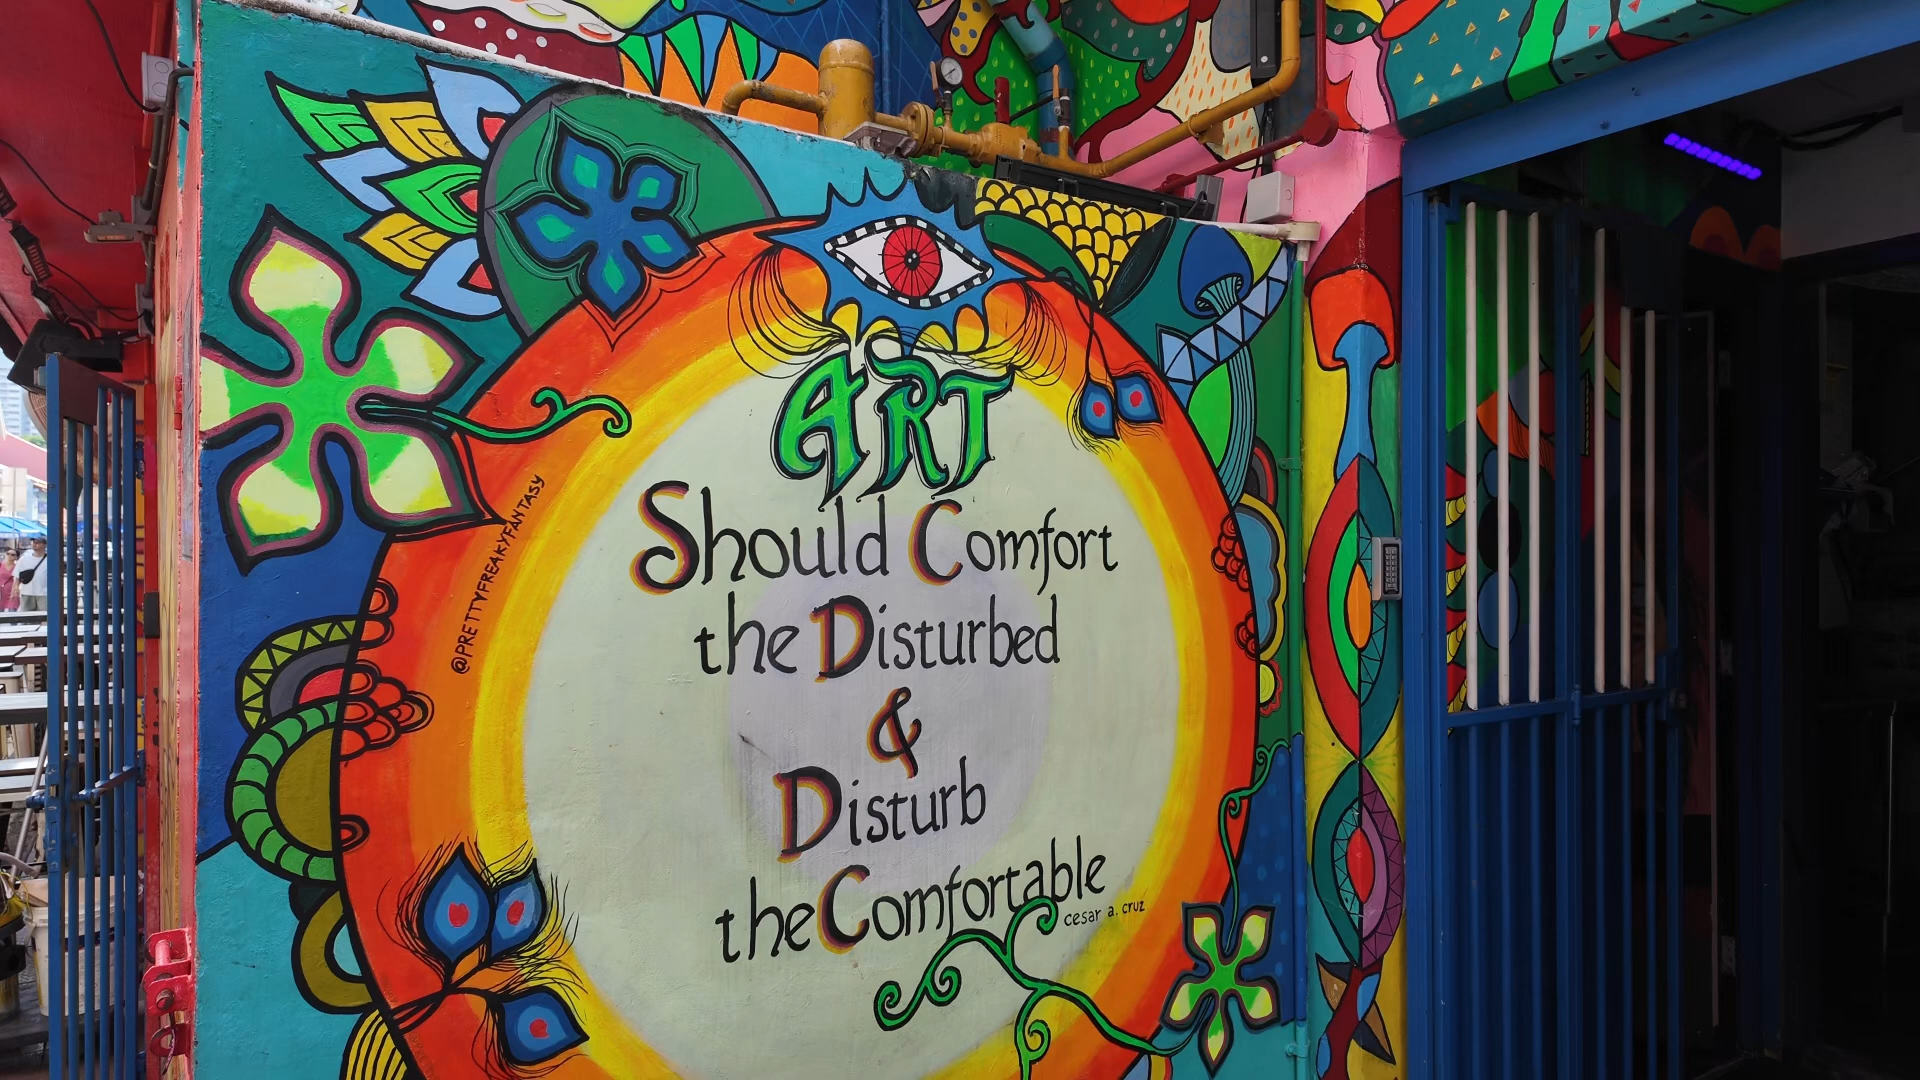 ART
Should Comfort
the Disturbed
&
Disturb
the Comfortable
cesar a. cruz
@PRETTYFREAKYFANTASY